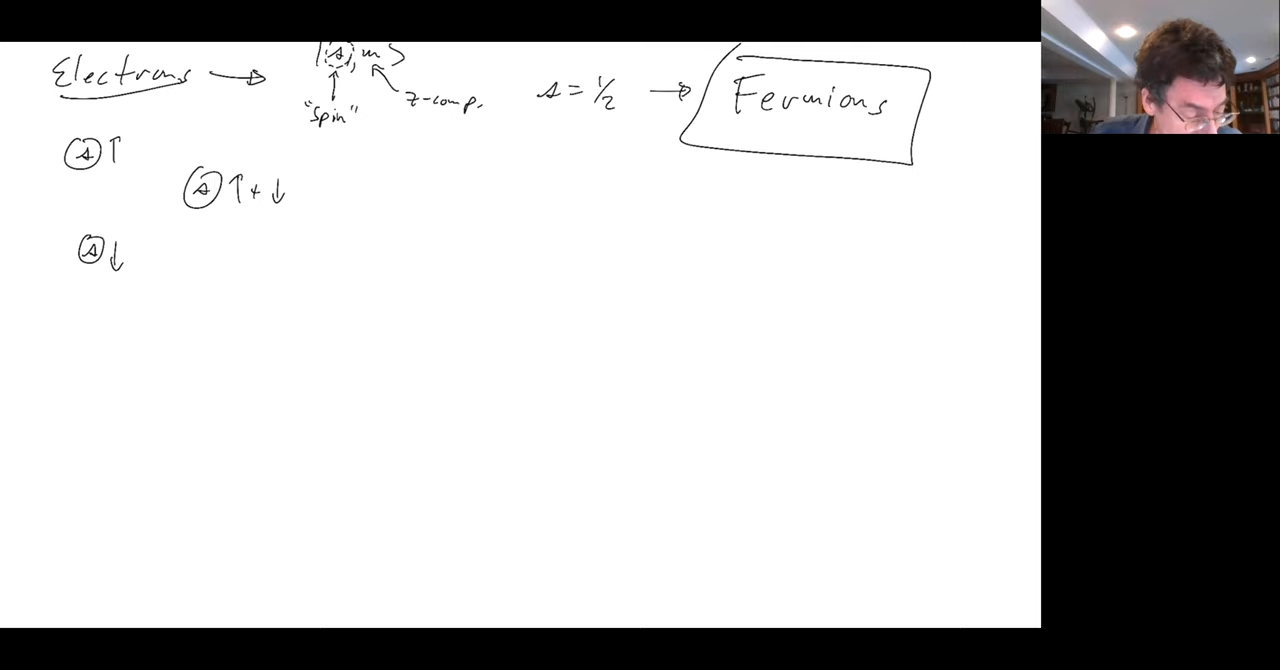 Electrons → |s, m>
"Spin" z-comp. s = 1/2 → Fermions
s ↑
s ↑ + ↓
s ↓